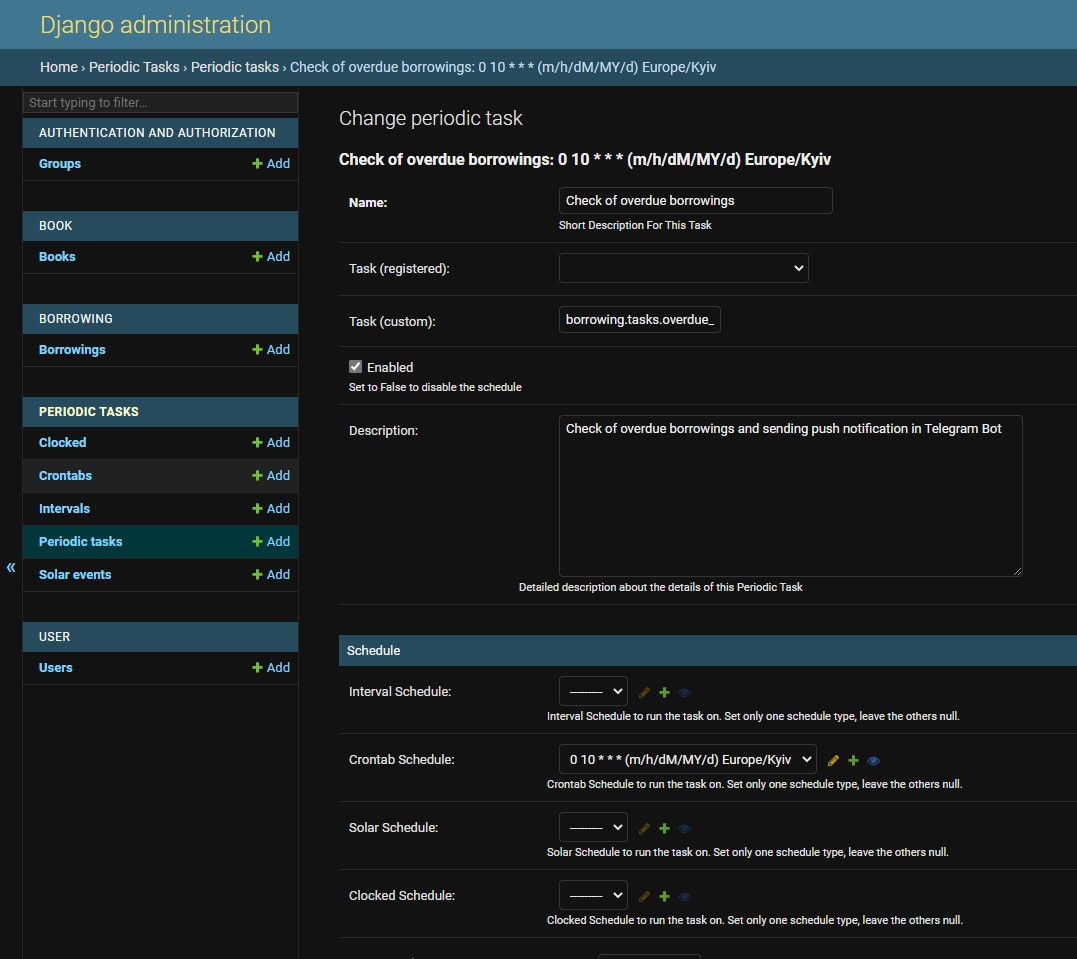 Django administration
Home › Periodic Tasks › Periodic tasks › Check of overdue borrowings: 0 10 * * * (m/h/dM/MY/d) Europe/Kyiv
Start typing to filter...
AUTHENTICATION AND AUTHORIZATION
Groups + Add
BOOK
Books + Add
BORROWING
Borrowings + Add
PERIODIC TASKS
Clocked + Add
Crontabs + Add
Intervals + Add
Periodic tasks + Add
Solar events + Add
USER
Users + Add
«
Change periodic task
Check of overdue borrowings: 0 10 * * * (m/h/dM/MY/d) Europe/Kyiv
Name: Check of overdue borrowings
Short Description For This Task
Task (registered):
Task (custom): borrowing.tasks.overdue_
Enabled
Set to False to disable the schedule
Description: Check of overdue borrowings and sending push notification in Telegram Bot
Detailed description about the details of this Periodic Task
Schedule
Interval Schedule: ---------
Interval Schedule to run the task on. Set only one schedule type, leave the others null.
Crontab Schedule: 0 10 * * * (m/h/dM/MY/d) Europe/Kyiv
Crontab Schedule to run the task on. Set only one schedule type, leave the others null.
Solar Schedule: ---------
Solar Schedule to run the task on. Set only one schedule type, leave the others null.
Clocked Schedule: ---------
Clocked Schedule to run the task on. Set only one schedule type, leave the others null.